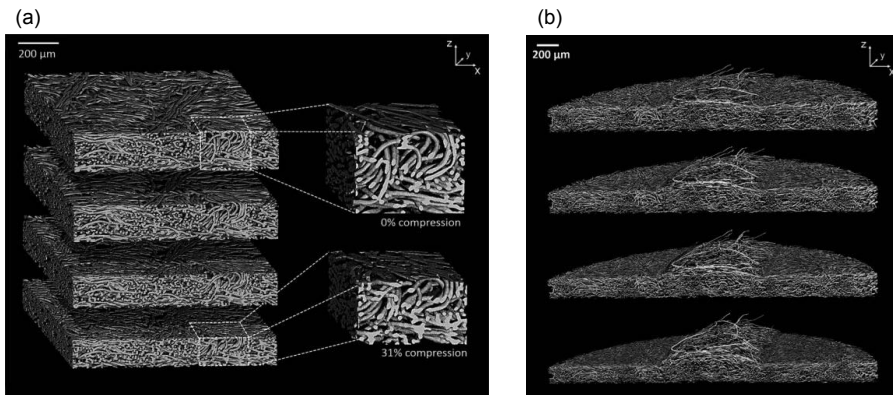 (a)
200 µm
z
y
x
0% compression
31% compression
(b)
200 µm
z
y
x